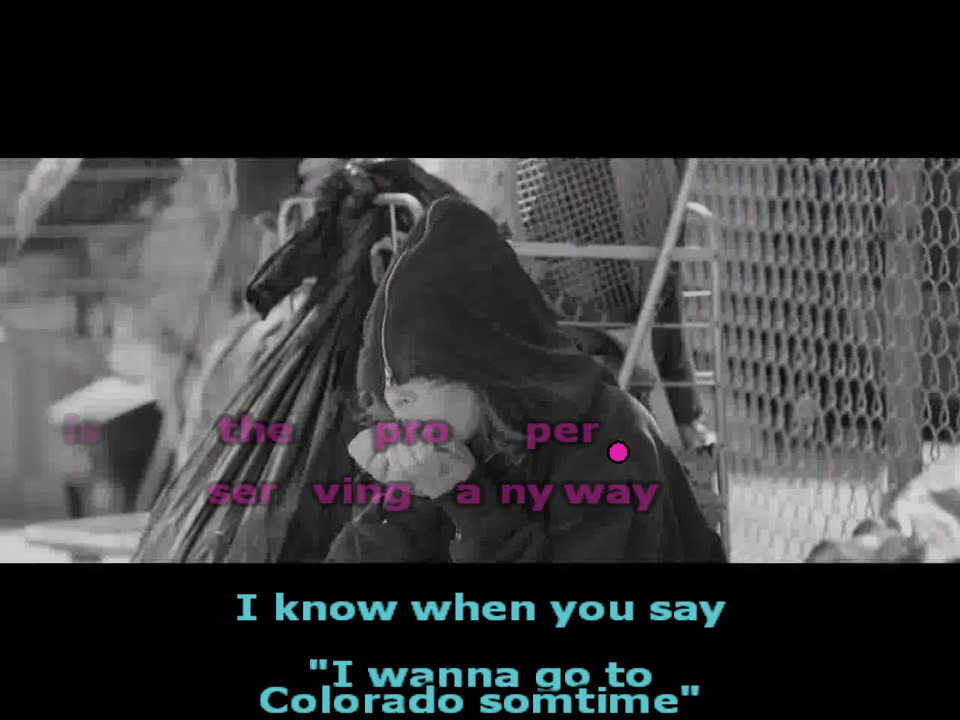 is the pro per
ser ving a ny way
I know when you say
"I wanna go to
Colorado somtime"